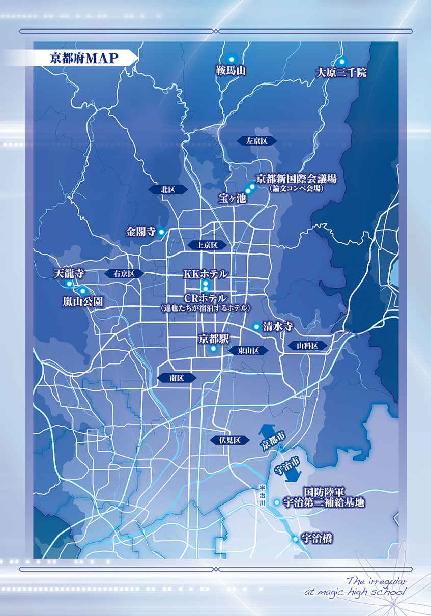 京都府MAP
鞍馬山
大原三千院
左京区
京都新国際会議場
(論文コンペ会場)
北区
宝ヶ池
金閣寺
上京区
右京区
天龍寺
嵐山公園
KKホテル
CRホテル
(達也たちが宿泊するホテル)
清水寺
京都駅
東山区
山科区
南区
伏見区
京都市
宇治市
宇治川
国防陸軍
宇治第二補給基地
宇治橋
The irregular
at magic high school